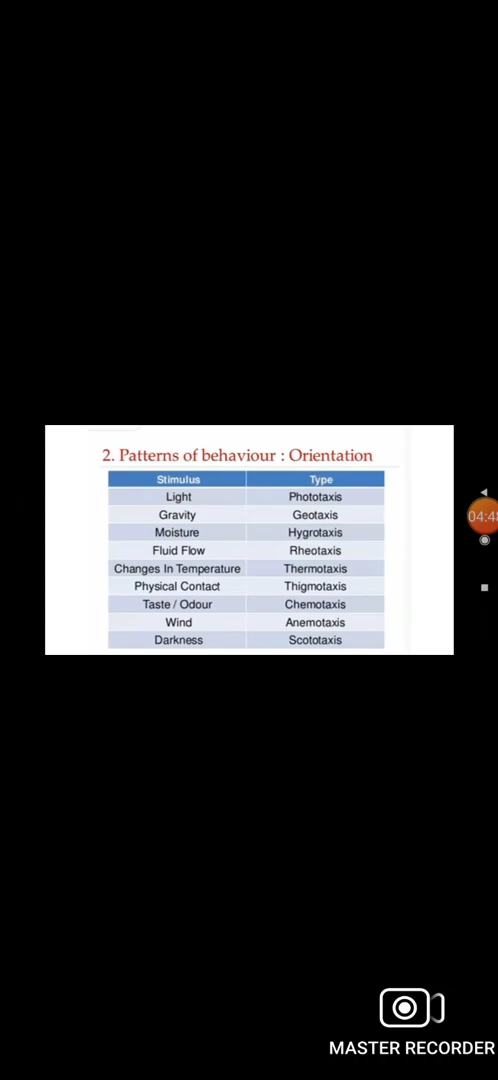 2. Patterns of behaviour : Orientation
Stimulus Type
Light Phototaxis
Gravity Geotaxis
Moisture Hygrotaxis
Fluid Flow Rheotaxis
Changes In Temperature Thermotaxis
Physical Contact Thigmotaxis
Taste / Odour Chemotaxis
Wind Anemotaxis
Darkness Scototaxis
MASTER RECORDER